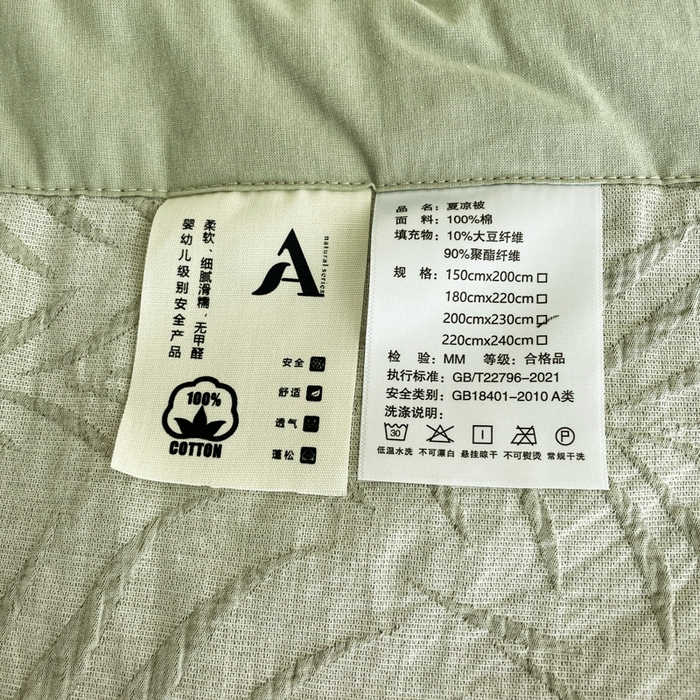 柔软、细腻滑糯、无甲醛
婴幼儿级别安全产品
A
natural series
安全
舒适
透气
蓬松
100%
COTTON
品 名：夏凉被
面 料：100%棉
填充物：10%大豆纤维
90%聚酯纤维
规 格：150cmx200cm□
180cmx220cm□
200cmx230cm□
220cmx240cm□
检 验：MM 等级：合格品
执行标准：GB/T22796-2021
安全类别：GB18401-2010 A类
洗涤说明：
30
P
低温水洗 不可漂白 悬挂晾干 不可熨烫 常规干洗